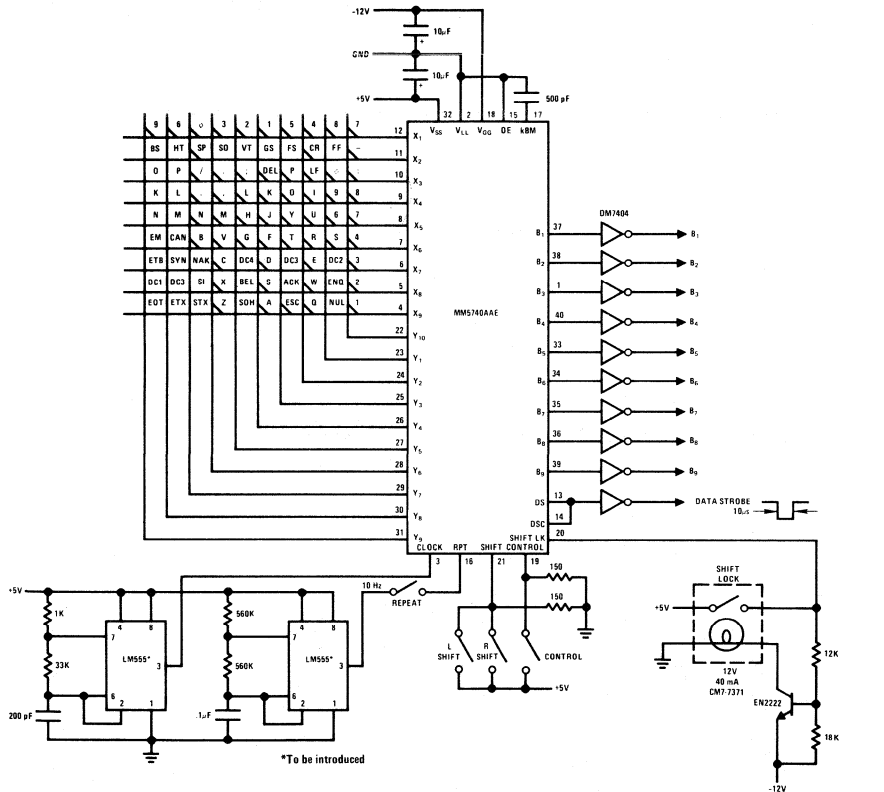 -12V
10μF
+
GND
10μF
+
+5V
500 pF
32 2 18 15 17
VSS VLL VGG OE kBM
9 6 0 3 2 1 5 4 8 7
12 X1
BS HT SP SO VT GS FS CR FF -
11 X2
O P / . ; DEL P LF :
10 X3
K L . , L K O I 9 8
9 X4
N M N M H J Y U 6 7
8 X5
EM CAN B V G F T R S 4
7 X6
ETB SYN NAK C DC4 D DC3 E DC2 3
6 X7
DC1 DC3 SI X BEL S ACK W ENQ 2
5 X8
EOT ETX STX Z SOH A ESC Q NUL 1
4 X9
22 Y10
23 Y1
24 Y2
25 Y3
26 Y4
27 Y5
28 Y6
29 Y7
30 Y8
31 Y9
MM5740AAE
DM7404
B1 37 B1
B2 38 B2
B3 1 B3
B4 40 B4
B5 33 B5
B6 34 B6
B7 35 B7
B8 36 B8
B9 39 B9
DS 13 DATA STROBE
10μs
DSC 14
SHIFT LK 20
CLOCK RPT SHIFT CONTROL
3 16 21 19
10 Hz
REPEAT
150
150
L SHIFT
R SHIFT
CONTROL
+5V
SHIFT
LOCK
+5V
12V
40 mA
CM7-7371
12K
EN2222
18K
-12V
+5V
1K
4 8
7
LM555*
3
33K
6
2 1
200 pF
560K
4 8
7
LM555*
3
560K
6
2 1
.1μF
*To be introduced